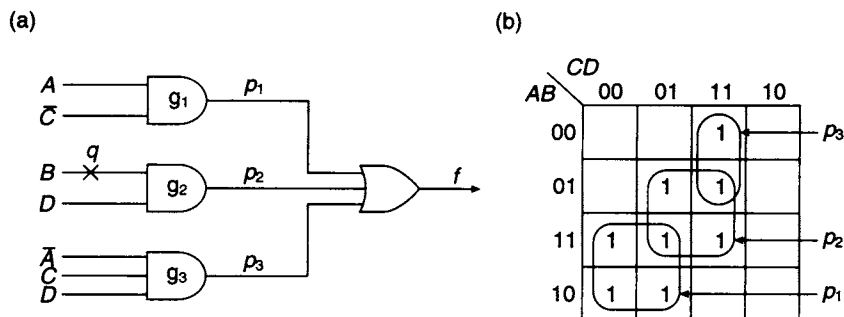 (a)
A
C̅
g₁
p₁
q
B
D
g₂
p₂
f
A̅
C
D
g₃
p₃
(b)
CD
AB
00 01 11 10
00 1 p₃
01 1 1
11 1 1 1 p₂
10 1 1 p₁